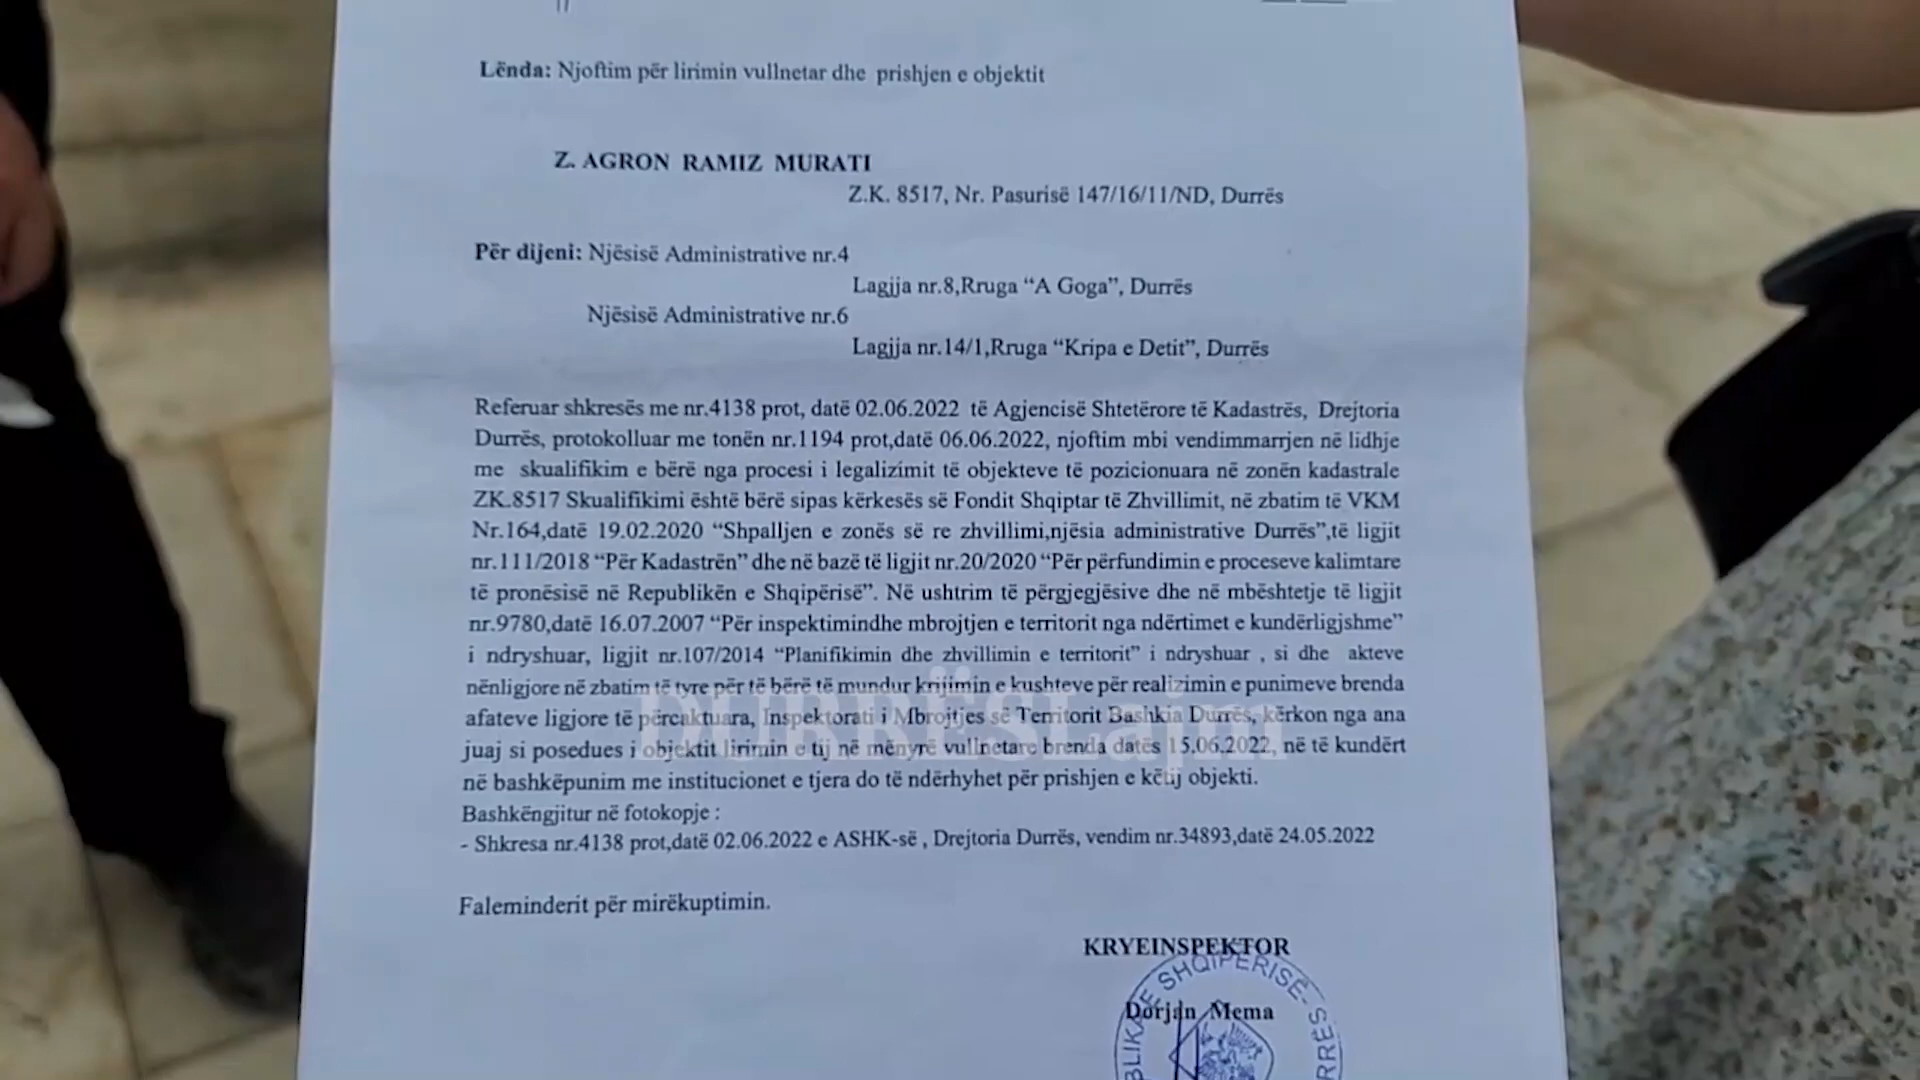 Lënda: Njoftim për lirimin vullnetar dhe prishjen e objektit
Z. AGRON RAMIZ MURATI
Z.K. 8517, Nr. Pasurisë 147/16/11/ND, Durrës
Për dijeni: Njësisë Administrative nr.4
Lagjja nr.8,Rruga “A Goga”, Durrës
Njësisë Administrative nr.6
Lagjja nr.14/1,Rruga “Kripa e Detit”, Durrës
Referuar shkresës me nr.4138 prot, datë 02.06.2022 të Agjencisë Shtetërore të Kadastrës, Drejtoria
Durrës, protokolluar me tonën nr.1194 prot,datë 06.06.2022, njoftim mbi vendimmarrjen në lidhje
me skualifikim e bërë nga procesi i legalizimit të objekteve të pozicionuara në zonën kadastrale
ZK.8517 Skualifikimi është bërë sipas kërkesës së Fondit Shqiptar të Zhvillimit, në zbatim të VKM
Nr.164,datë 19.02.2020 “Shpalljen e zonës së re zhvillimi,njësia administrative Durrës”,të ligjit
nr.111/2018 “Për Kadastrën” dhe në bazë të ligjit nr.20/2020 “Për përfundimin e proceseve kalimtare
të pronësisë në Republikën e Shqipërisë”. Në ushtrim të përgjegjësive dhe në mbështetje të ligjit
nr.9780,datë 16.07.2007 “Për inspektimindhe mbrojtjen e territorit nga ndërtimet e kundërligjshme”
i ndryshuar, ligjit nr.107/2014 “Planifikimin dhe zhvillimin e territorit” i ndryshuar , si dhe akteve
nënligjore në zbatim të tyre për të bërë të mundur krijimin e kushteve për realizimin e punimeve brenda
afateve ligjore të përcaktuara, Inspektorati i Mbrojtjes së Territorit Bashkia Durrës, kërkon nga ana
juaj si posedues i objektit lirimin e tij në mënyrë vullnetare brenda datës 15.06.2022, në të kundërt
në bashkëpunim me institucionet e tjera do të ndërhyhet për prishjen e këtij objekti.
DURRËSLajm
Bashkëngjitur në fotokopje :
- Shkresa nr.4138 prot,datë 02.06.2022 e ASHK-së , Drejtoria Durrës, vendim nr.34893,datë 24.05.2022
Faleminderit për mirëkuptimin.
KRYEINSPEKTOR
SHQIPËRISË-
Dorjan Mema